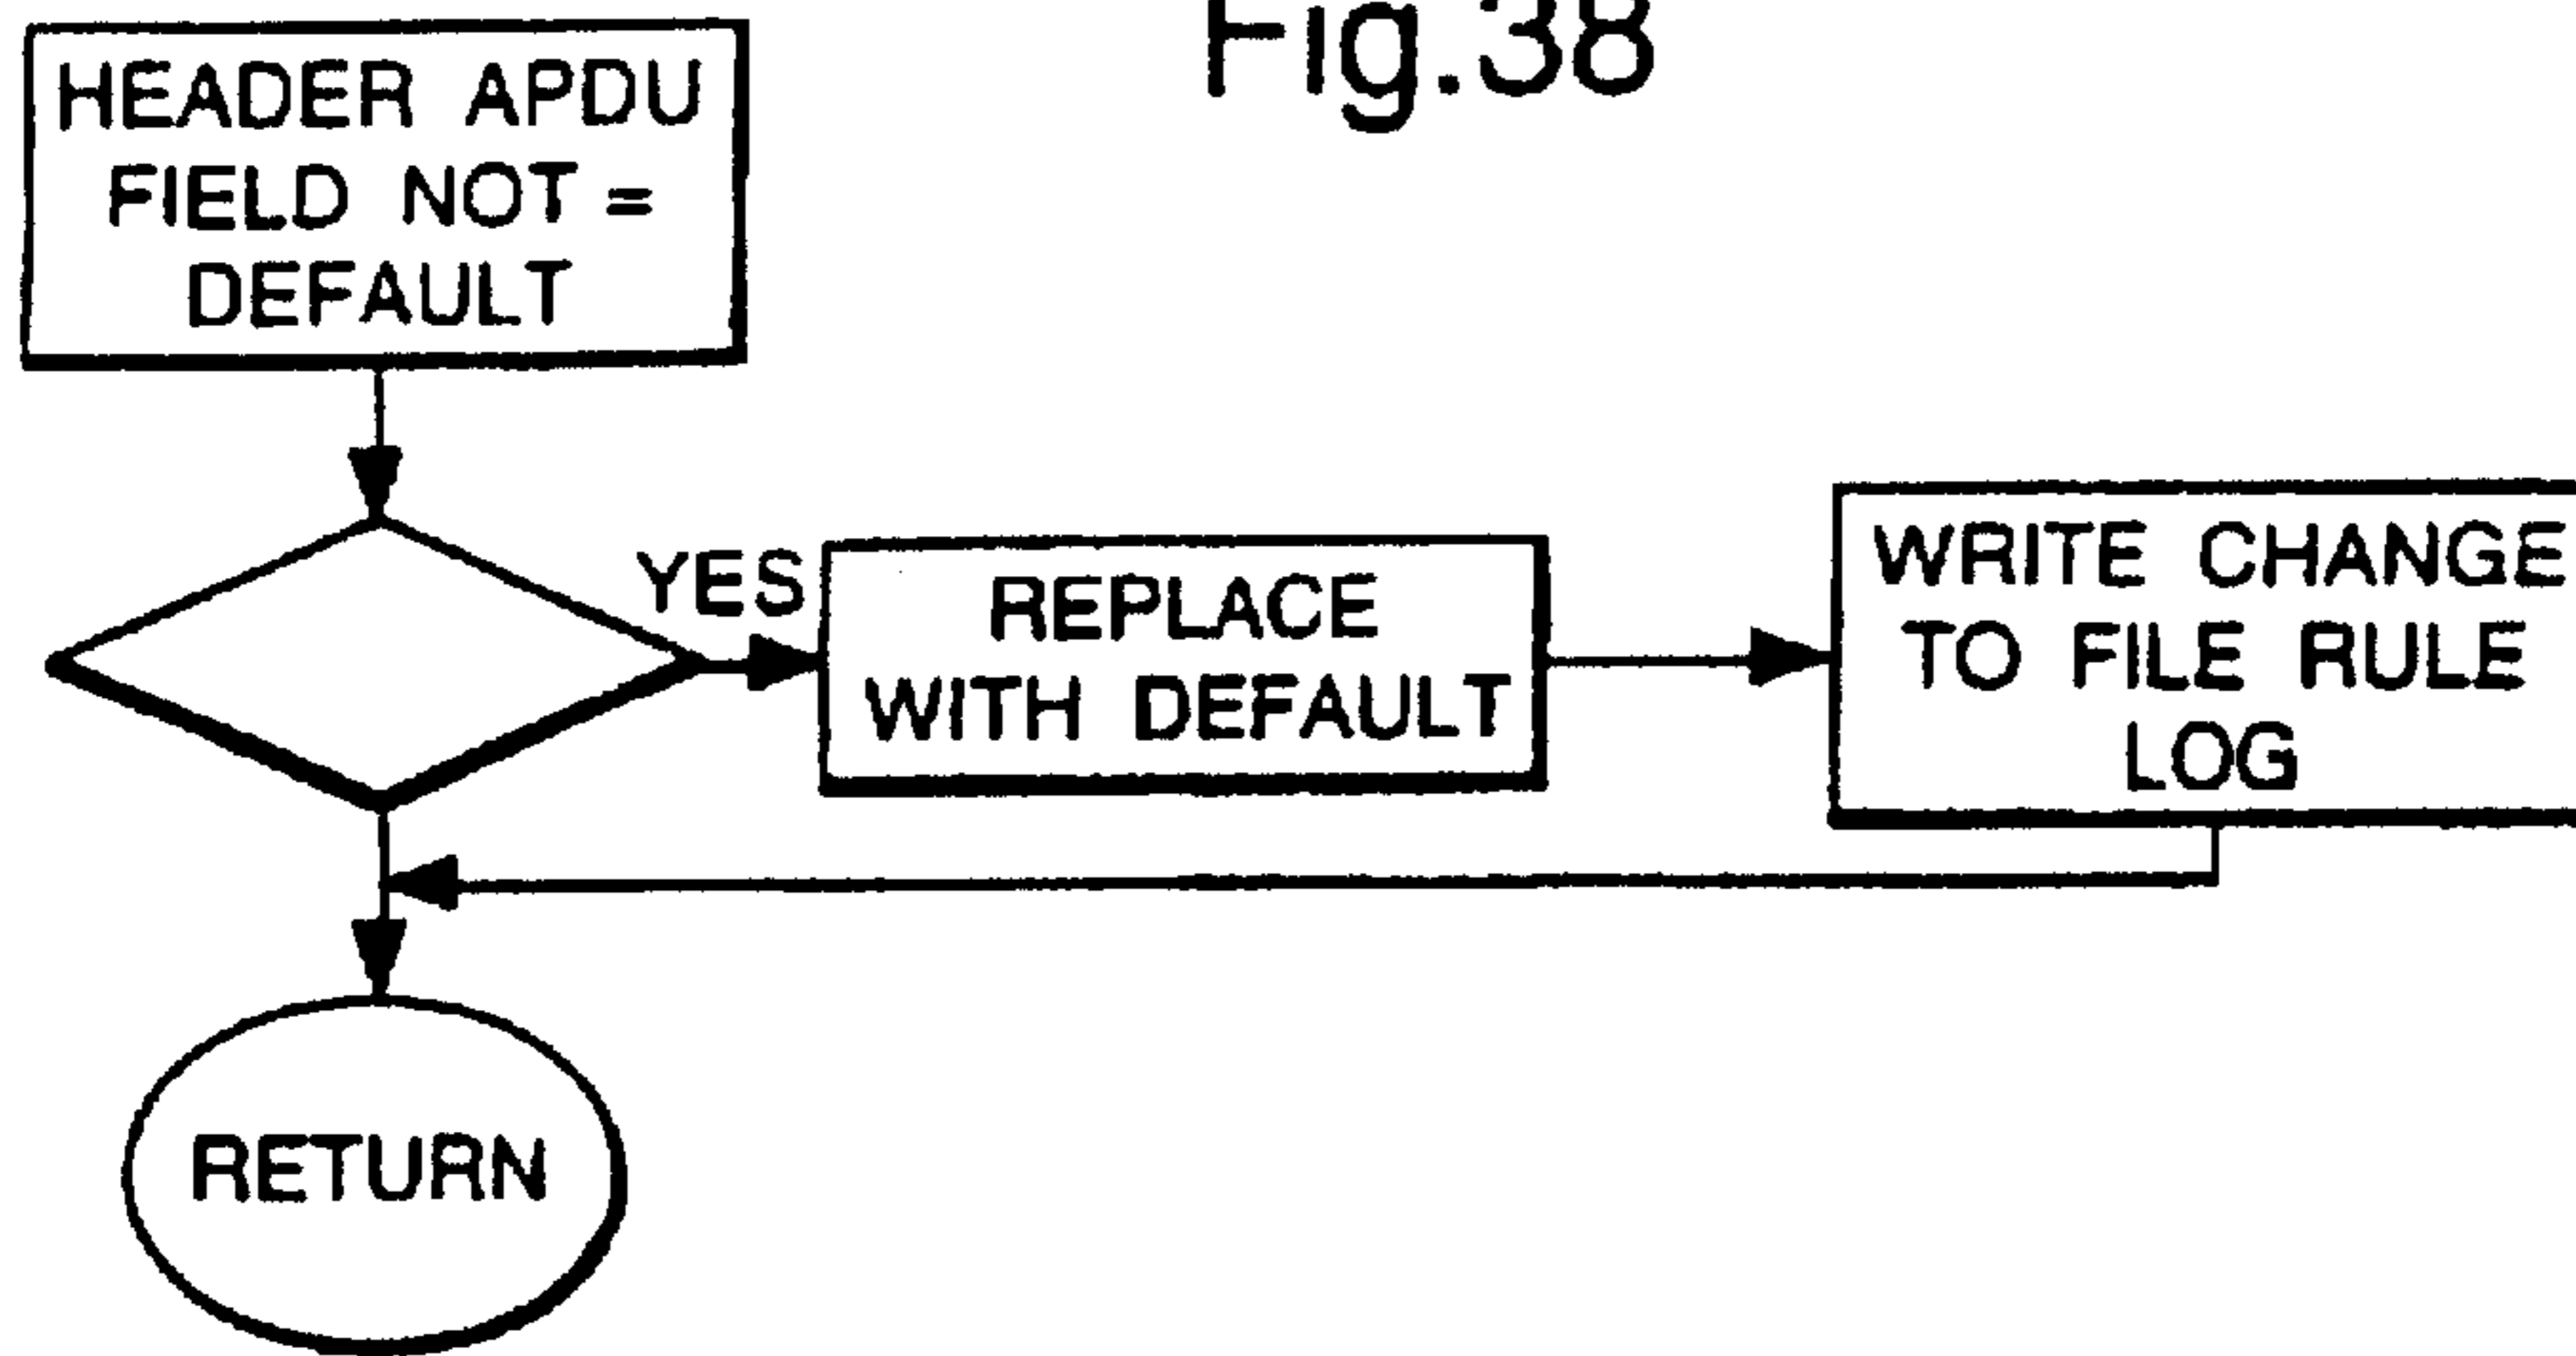 Fig.38
HEADER APDU
FIELD NOT =
DEFAULT
YES
REPLACE
WITH DEFAULT
WRITE CHANGE
TO FILE RULE
LOG
RETURN